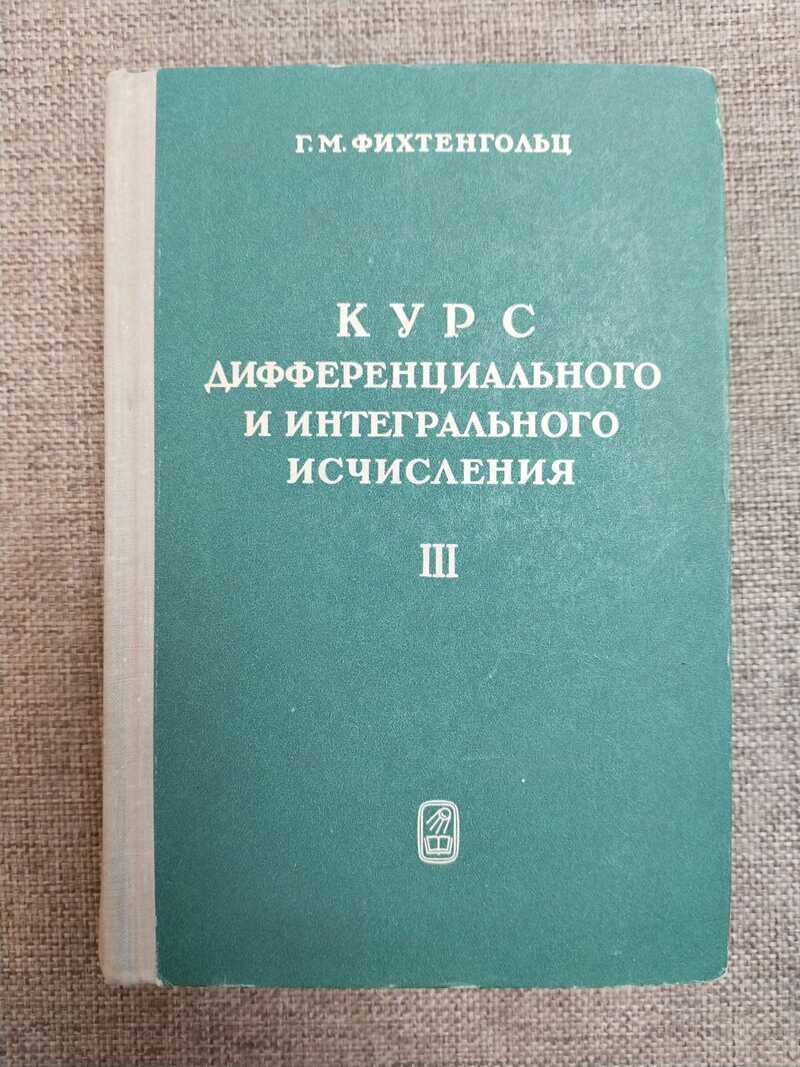 Г. М. ФИХТЕНГОЛЬЦ
КУРС
ДИФФЕРЕНЦИАЛЬНОГО
И ИНТЕГРАЛЬНОГО
ИСЧИСЛЕНИЯ
III